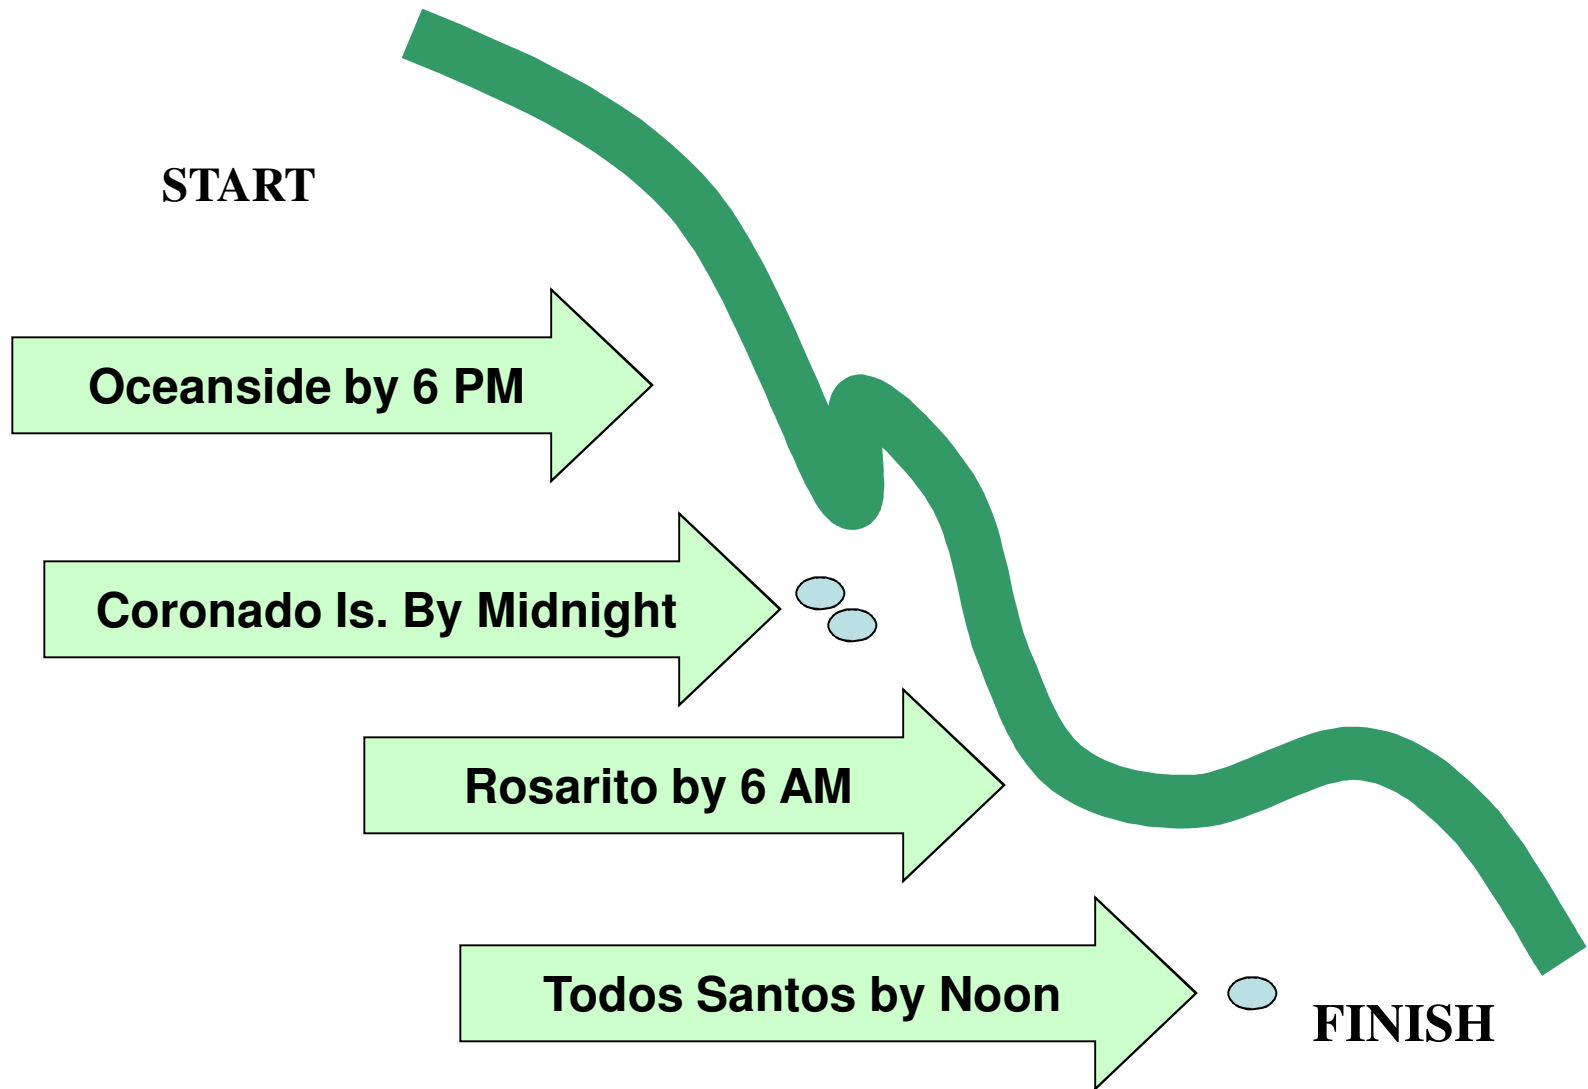 START
Oceanside by 6 PM
Coronado Is. By Midnight
Rosarito by 6 AM
Todos Santos by Noon
FINISH